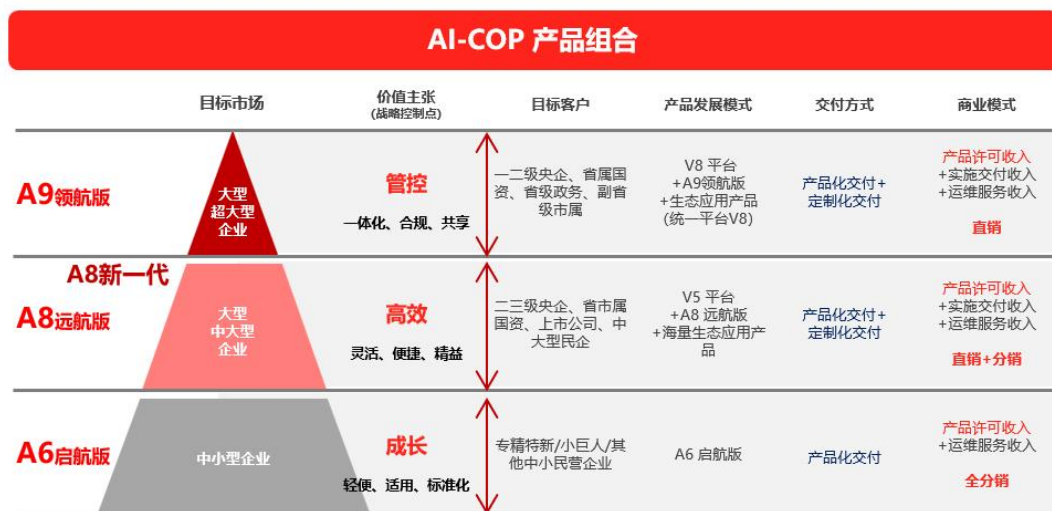 AI-COP 产品组合
目标市场
价值主张
(战略控制点)
目标客户
产品发展模式
交付方式
商业模式
A9领航版
大型
超大型
企业
管控
一体化、合规、共享
一二级央企、省属国
资、省级政务、副省
级市属
V8 平台
+A9领航版
+生态应用产品
(统一平台V8)
产品化交付+
定制化交付
产品许可收入
+实施交付收入
+运维服务收入
直销
A8新一代
A8远航版
大型
中大型
企业
高效
灵活、便捷、精益
二三级央企、省市属
国资、上市公司、中
大型民企
V5 平台
+A8 远航版
+海量生态应用产
品
产品化交付+
定制化交付
产品许可收入
+实施交付收入
+运维服务收入
直销+分销
A6启航版
中小型企业
成长
轻便、适用、标准化
专精特新/小巨人/其
他中小民营企业
A6 启航版
产品化交付
产品许可收入
+运维服务收入
全分销